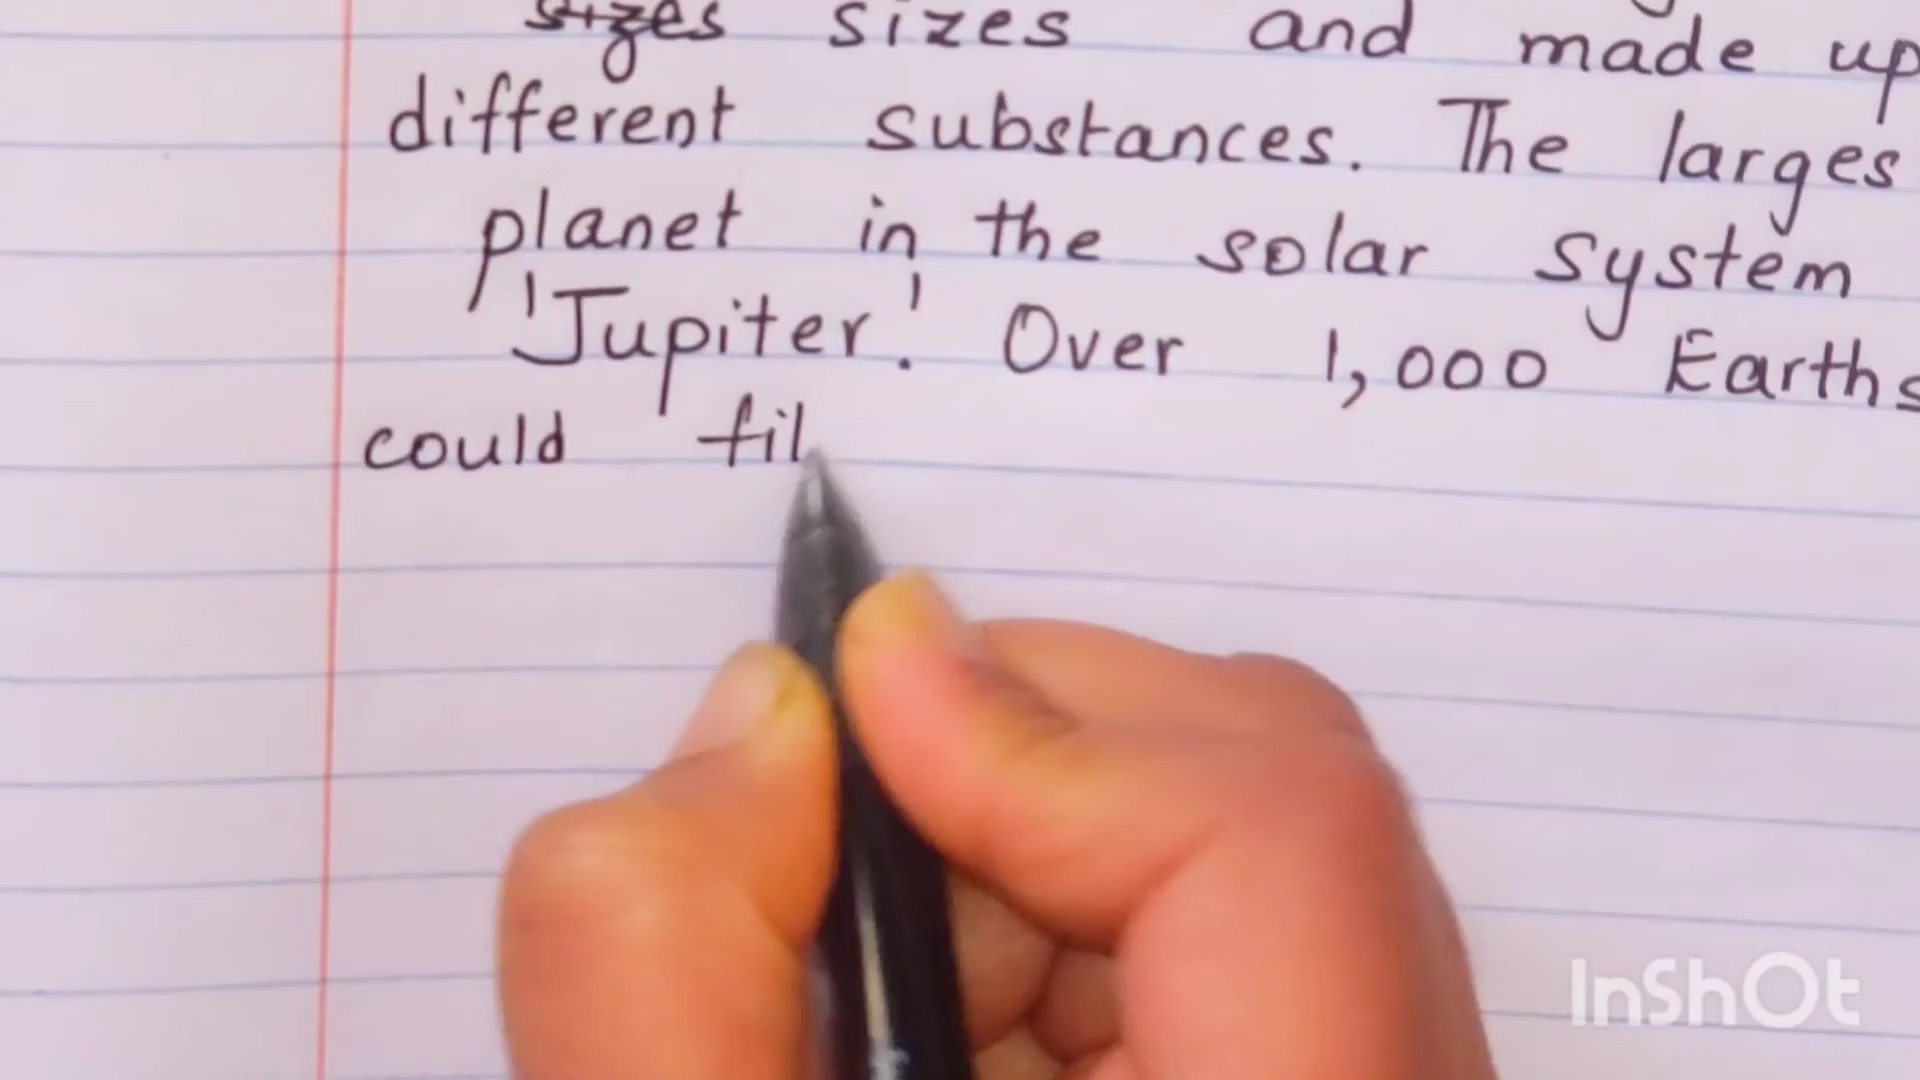 sizes sizes and made up
different substances. The larges
planet in the solar system
'Jupiter.' Over 1,000 Earths
could fil
InShOt